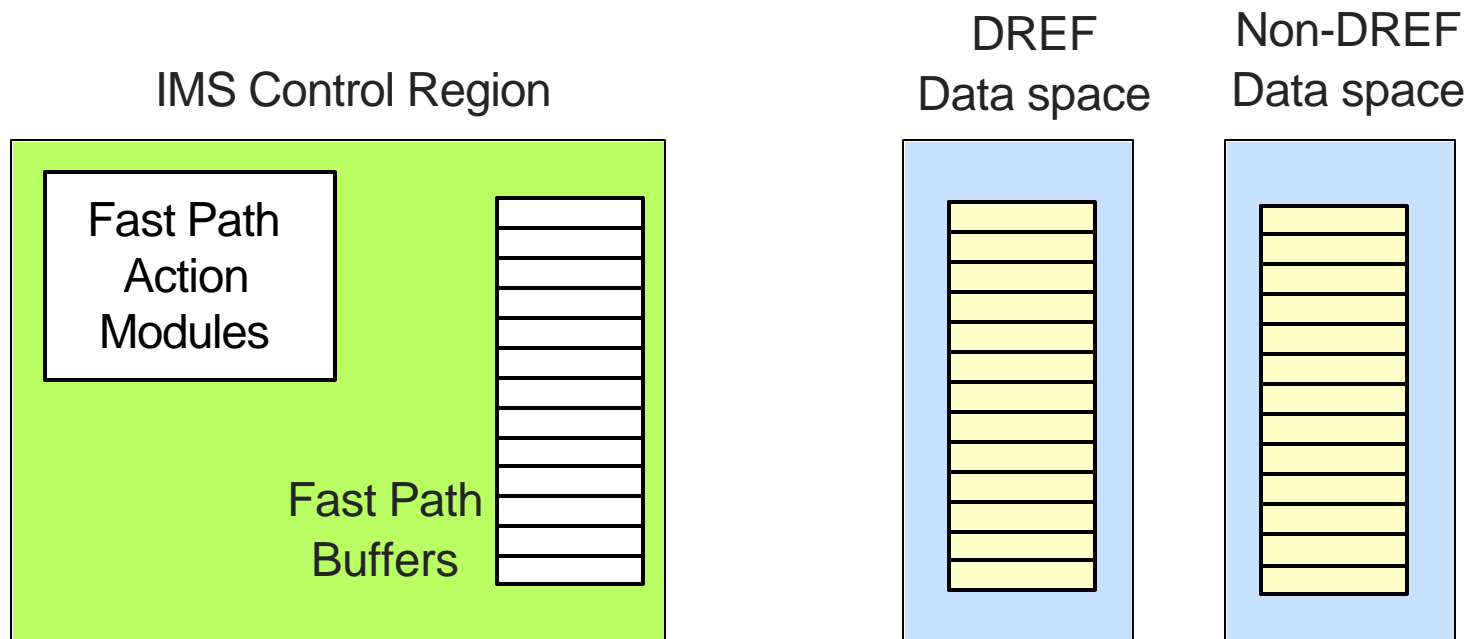 IMS Control Region
DREF
Data space
Non-DREF
Data space
Fast Path
Action
Modules
Fast Path
Buffers